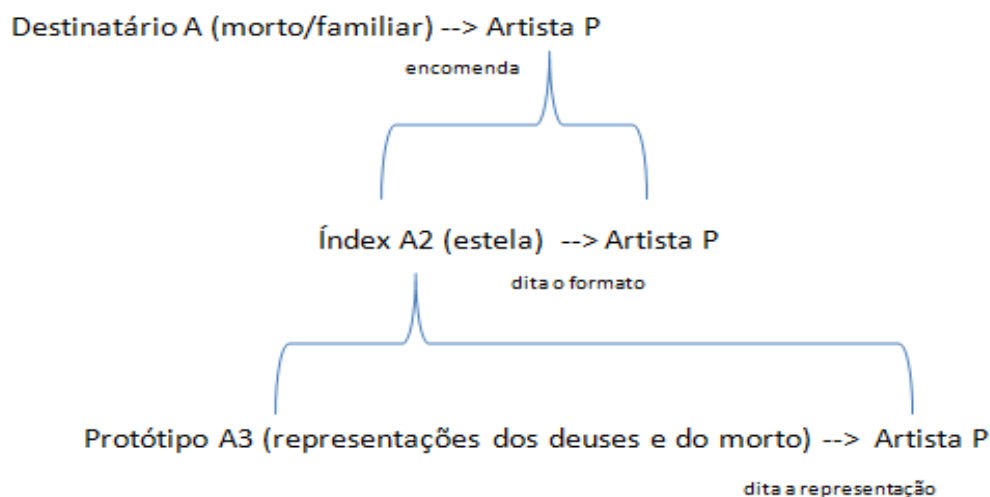 Destinatário A (morto/familiar) --> Artista P
encomenda
Índex A2 (estela) --> Artista P
dita o formato
Protótipo A3 (representações dos deuses e do morto) --> Artista P
dita a representação